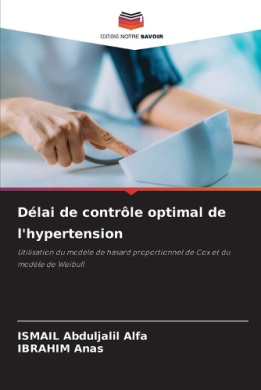 EDITIONS NOTRE SAVOIR
Délai de contrôle optimal de
l'hypertension
Utilisation du modèle de hasard proportionnel de Cox et du
modèle de Weibull
ISMAIL Abduljalil Alfa
IBRAHIM Anas